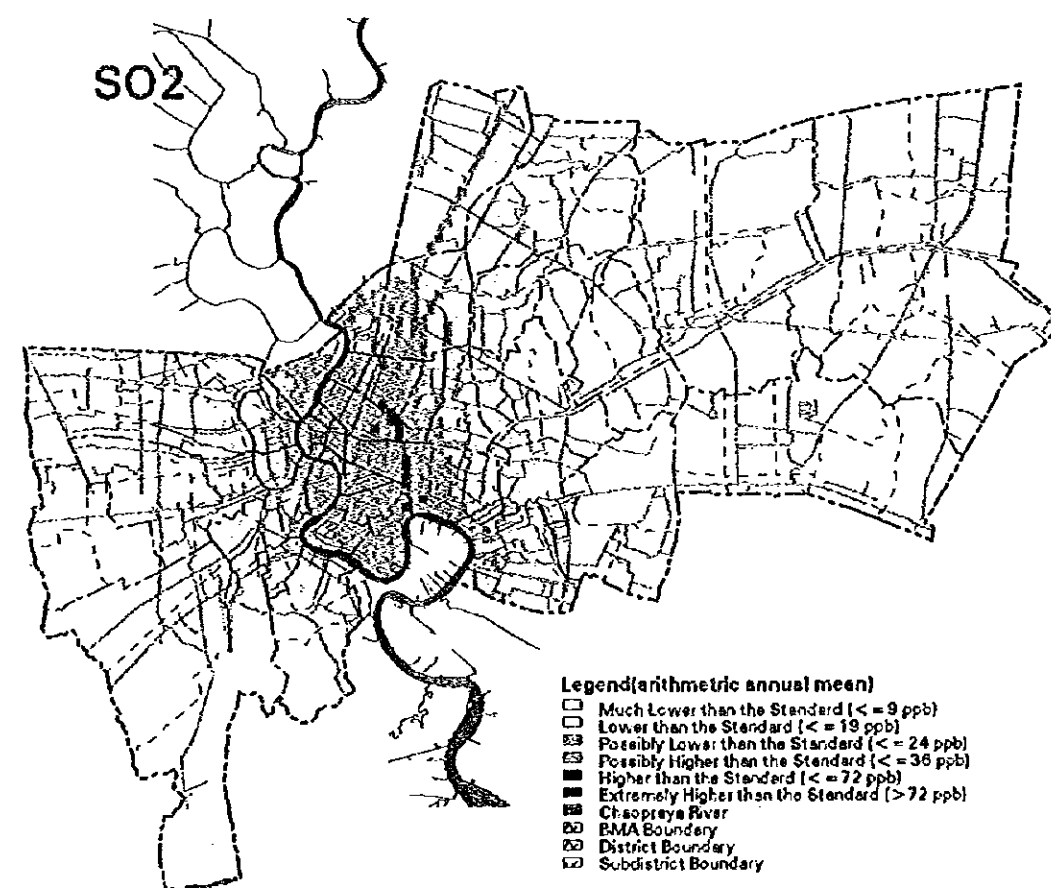 SO2
Legend(arithmetric annual mean)
Much Lower than the Standard (< = 9 ppb)
Lower than the Standard (< = 19 ppb)
Possibly Lower than the Standard (< = 24 ppb)
Possibly Higher than the Standard (< = 36 ppb)
Higher than the Standard (< = 72 ppb)
Extremely Higher than the Standard (>72 ppb)
Chaopraya River
BMA Boundary
District Boundary
Subdistrict Boundary